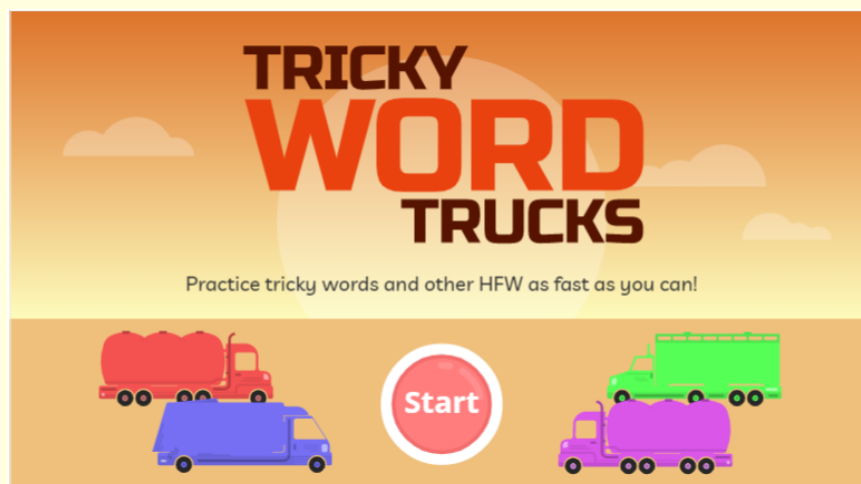 TRICKY
WORD
TRUCKS
Practice tricky words and other HFW as fast as you can!
Start